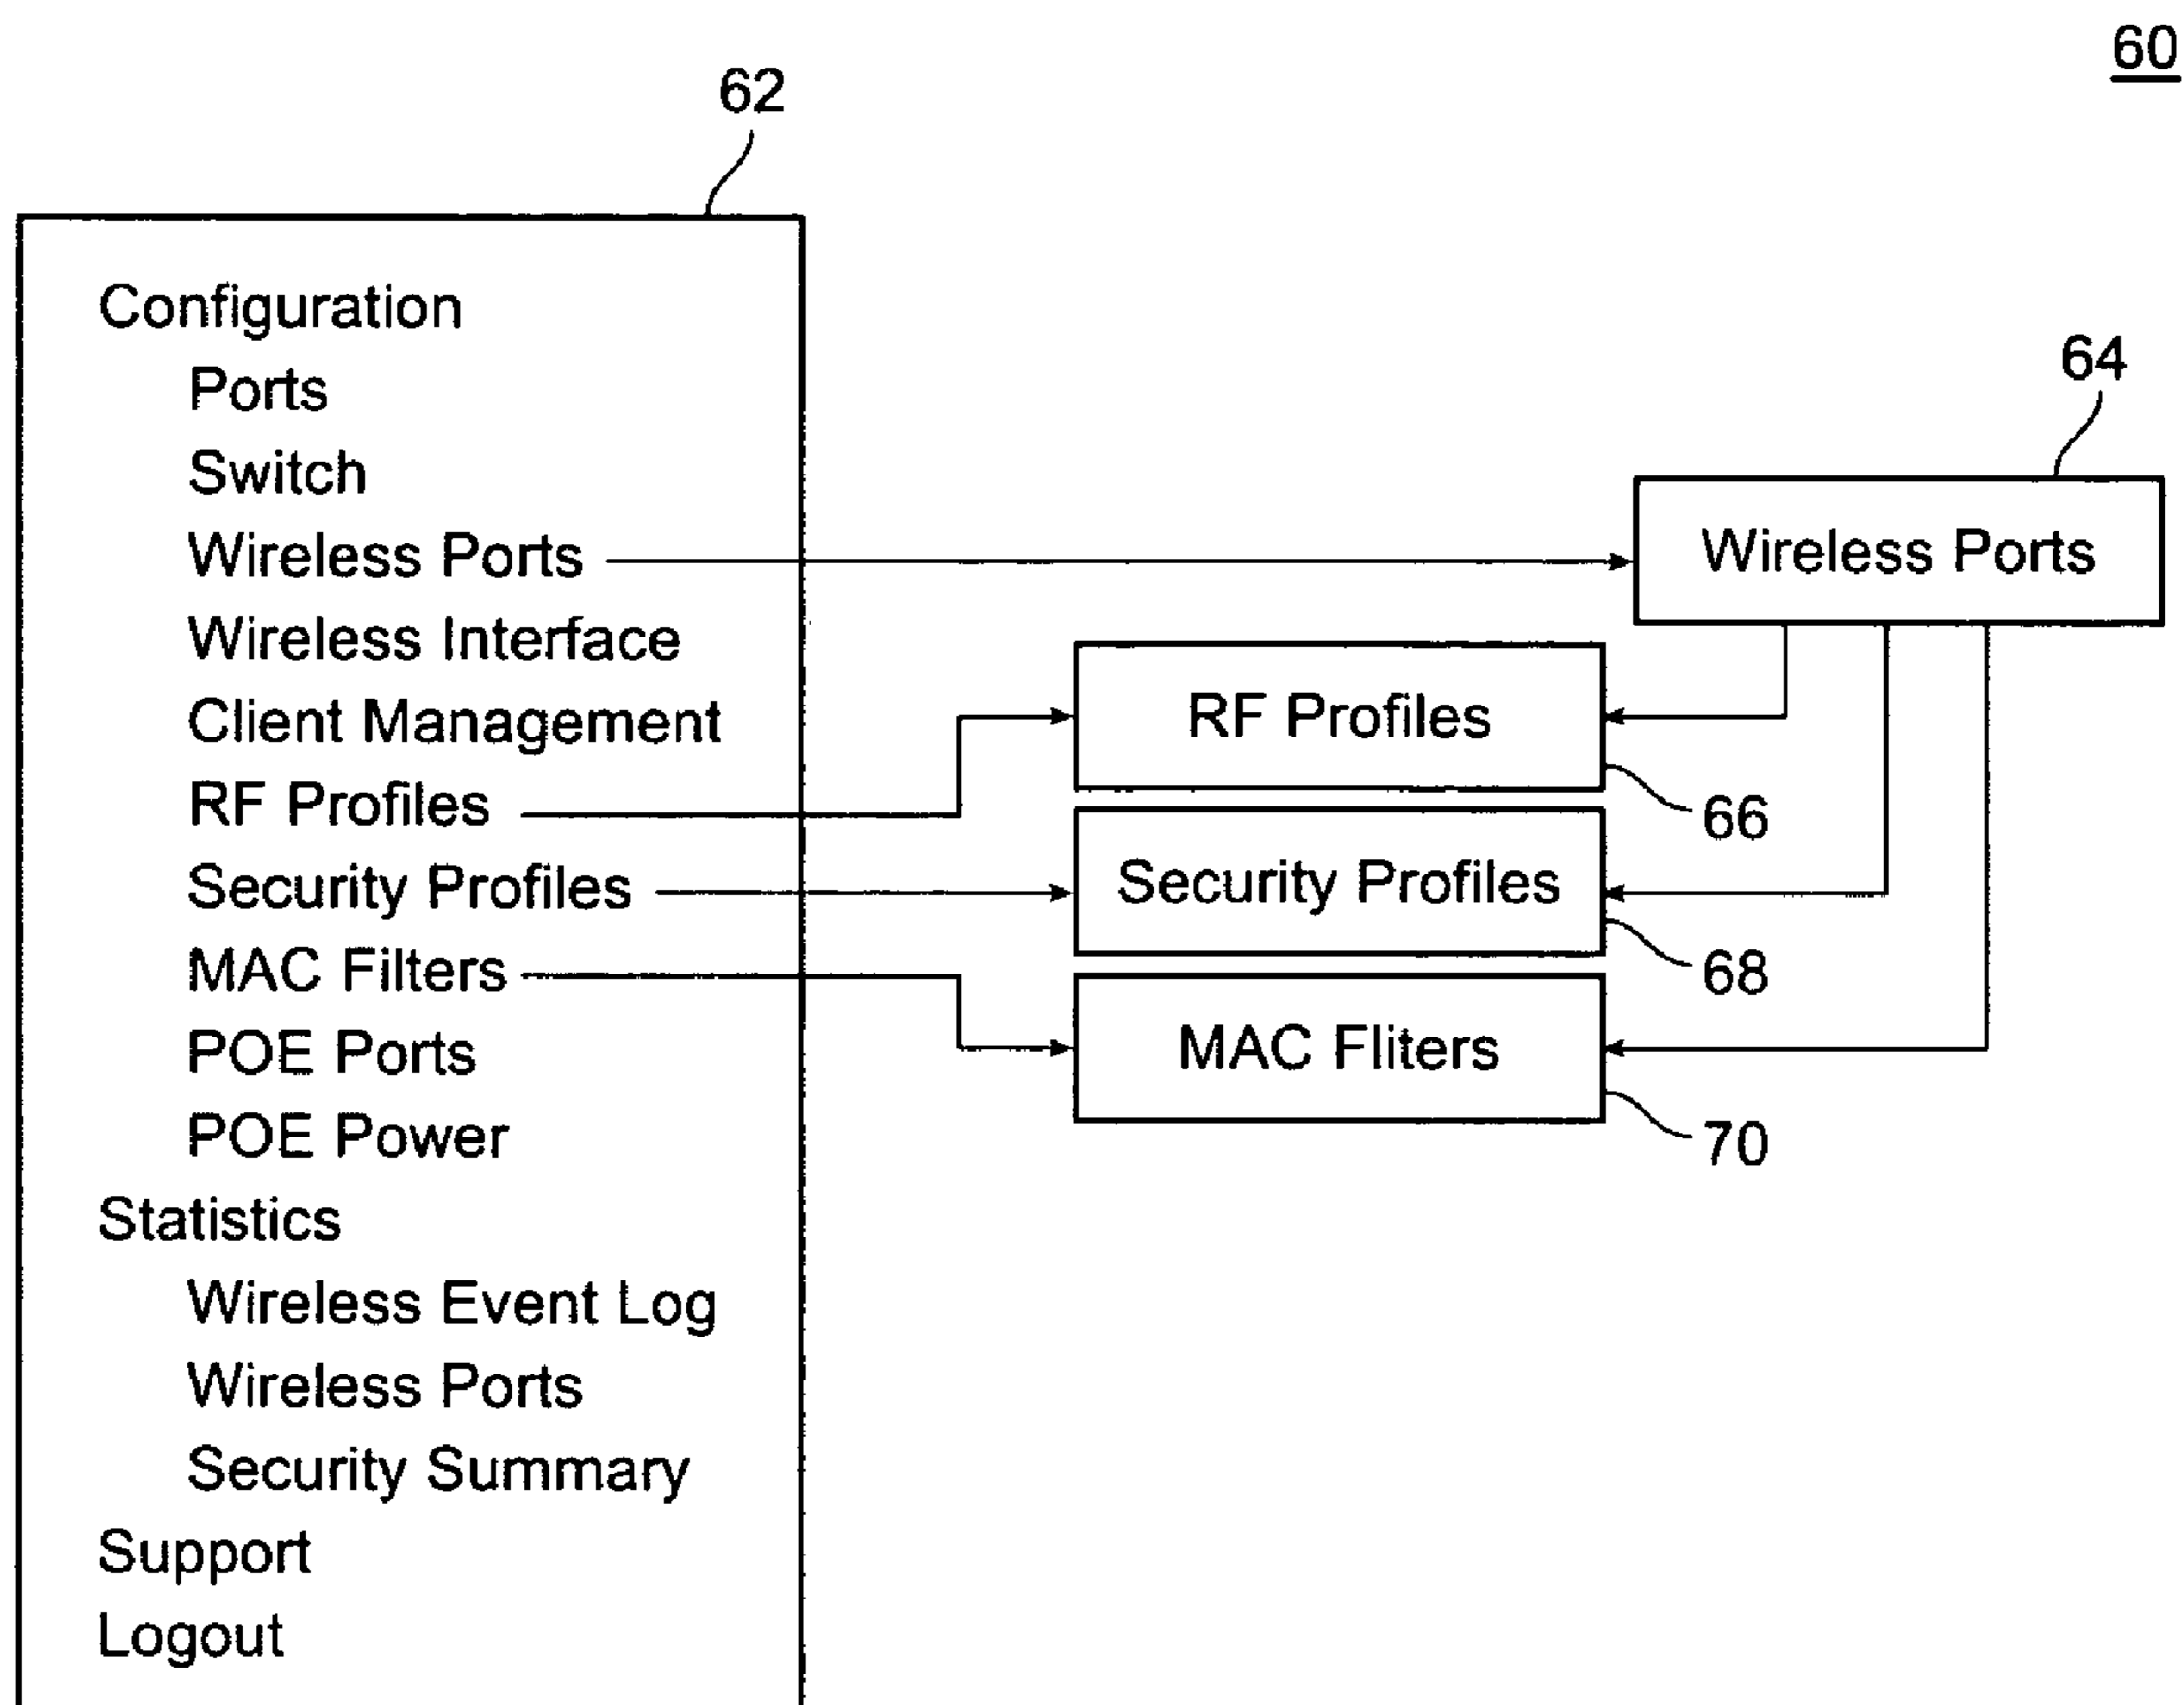 60
62
Configuration
Ports
Switch
Wireless Ports
Wireless Interface
Client Management
RF Profiles
Security Profiles
MAC Filters
POE Ports
POE Power
Statistics
Wireless Event Log
Wireless Ports
Security Summary
Support
Logout
64
Wireless Ports
RF Profiles
66
Security Profiles
68
MAC Fliters
70